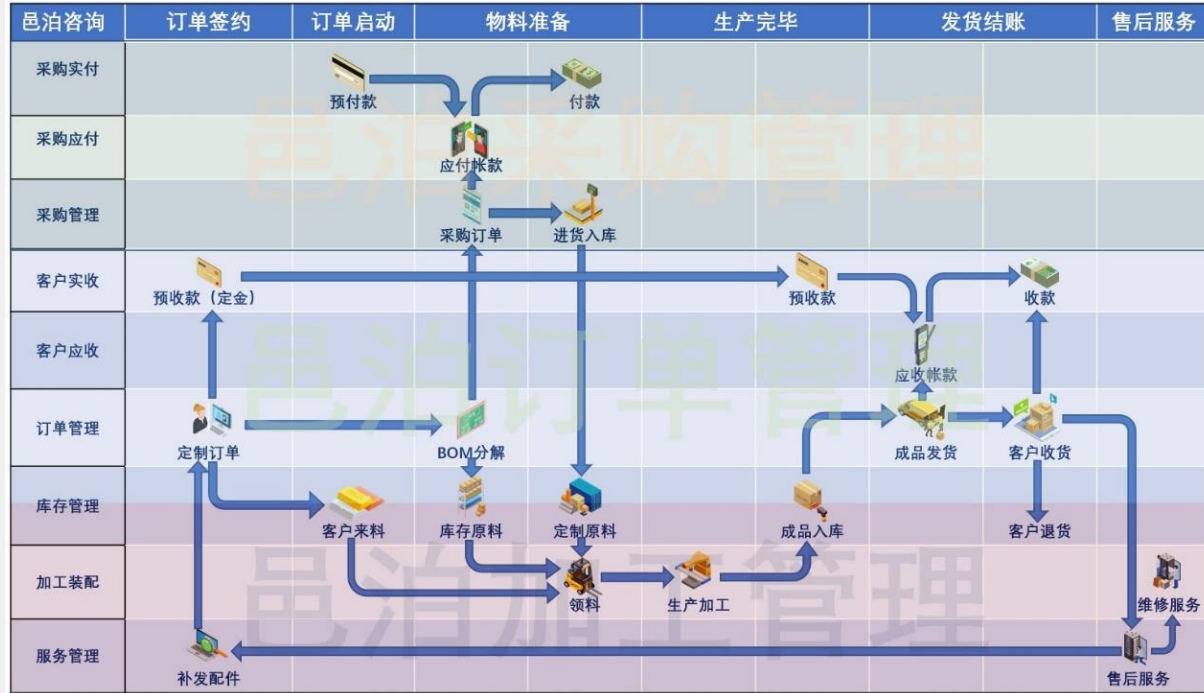 邑泊咨询 订单签约 订单启动 物料准备 生产完毕 发货结账 售后服务
采购实付
预付款 付款
采购应付
应付帐款
采购管理
采购订单 进货入库
邑泊采购管理
客户实收
预收款（定金） 预收款 收款
客户应收
应收帐款
邑泊订单管理
订单管理
定制订单 BOM分解 成品发货 客户收货
库存管理
客户来料 库存原料 定制原料 成品入库 客户退货
加工装配
领料 生产加工 维修服务
邑泊加工管理
服务管理
补发配件 售后服务